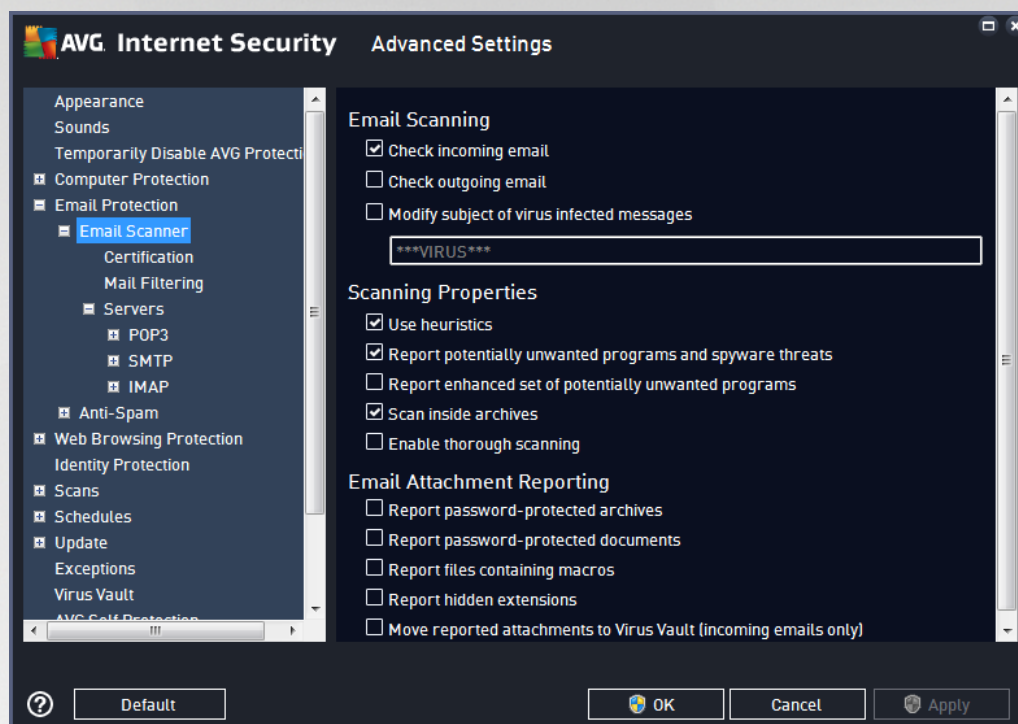 AVG. Internet Security Advanced Settings
Appearance
Sounds
Temporarily Disable AVG Protecti
Computer Protection
Email Protection
Email Scanner
Certification
Mail Filtering
Servers
POP3
SMTP
IMAP
Anti-Spam
Web Browsing Protection
Identity Protection
Scans
Schedules
Update
Exceptions
Virus Vault
AVG Self Protection
Email Scanning
Check incoming email
Check outgoing email
Modify subject of virus infected messages
***VIRUS***
Scanning Properties
Use heuristics
Report potentially unwanted programs and spyware threats
Report enhanced set of potentially unwanted programs
Scan inside archives
Enable thorough scanning
Email Attachment Reporting
Report password-protected archives
Report password-protected documents
Report files containing macros
Report hidden extensions
Move reported attachments to Virus Vault (incoming emails only)
? Default OK Cancel Apply